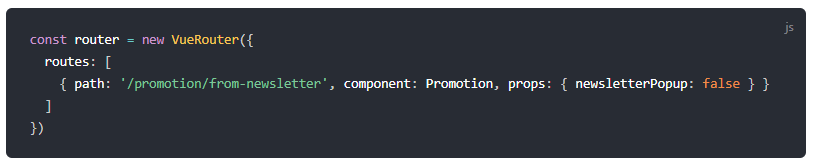 js
const router = new VueRouter({
  routes: [
    { path: '/promotion/from-newsletter', component: Promotion, props: { newsletterPopup: false } }
  ]
})